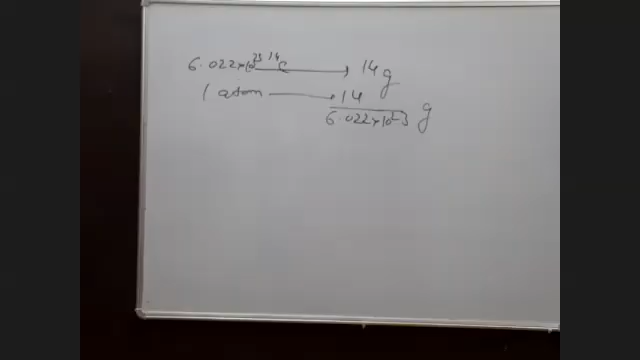 6.022×10²³ ¹⁴C ⟶ 14 g
1 atom ⟶ 14
6.022×10²³ g